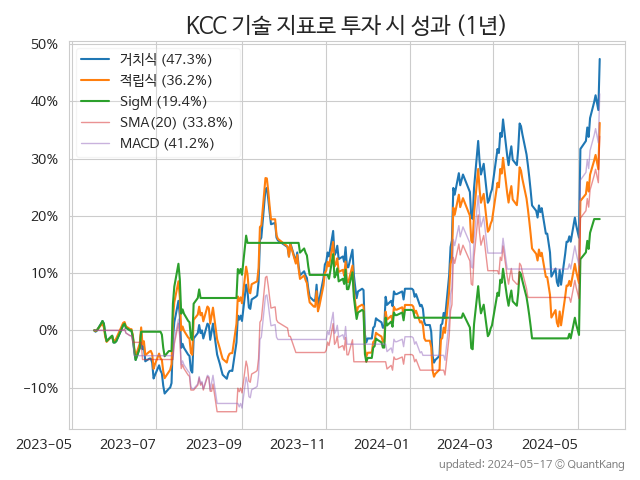 KCC 기술 지표로 투자 시 성과 (1년)
50%
40%
30%
20%
10%
0%
−10%
거치식 (47.3%)
적립식 (36.2%)
SigM (19.4%)
SMA(20) (33.8%)
MACD (41.2%)
2023-05 2023-07 2023-09 2023-11 2024-01 2024-03 2024-05
updated: 2024-05-17 © QuantKang